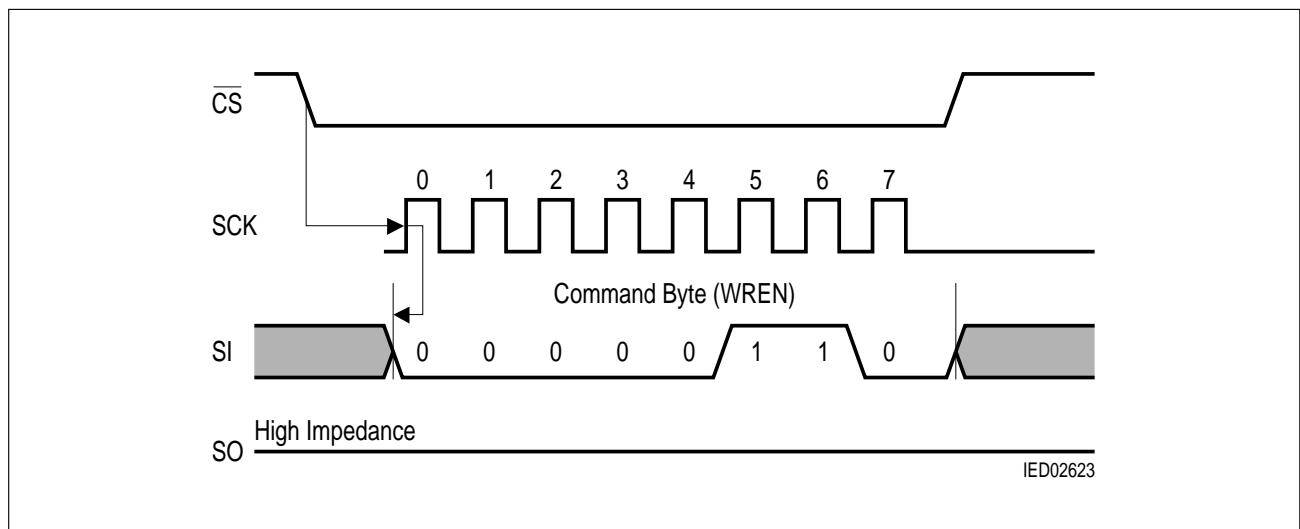 C̅S̅
0 1 2 3 4 5 6 7
SCK
Command Byte (WREN)
SI 0 0 0 0 0 1 1 0
High Impedance
SO
IED02623